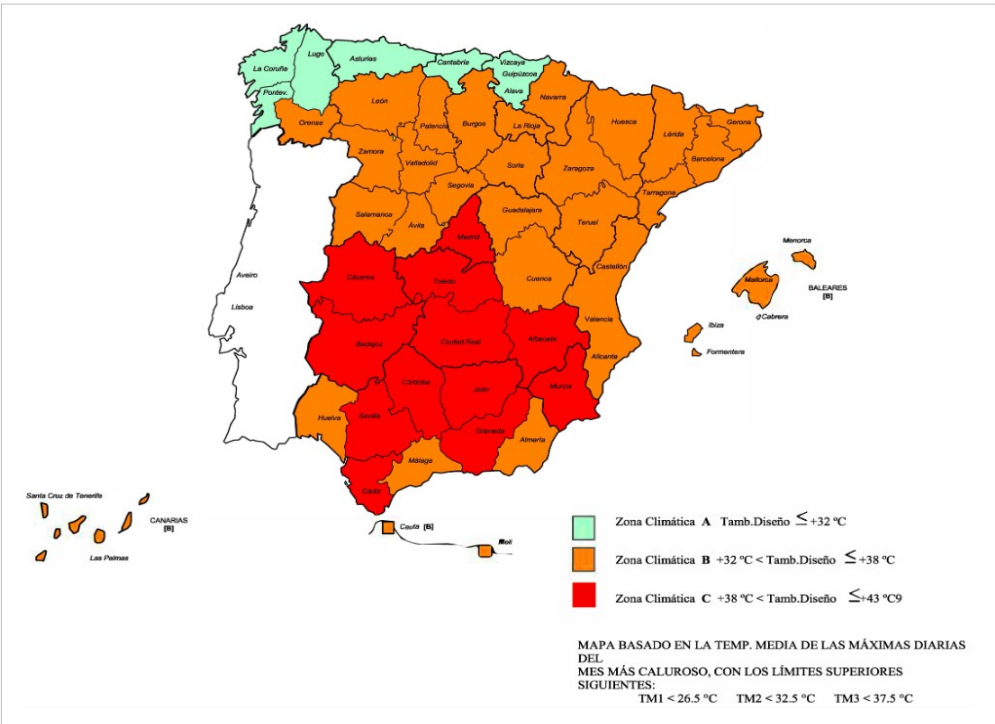 Lugo
La Coruña
Asturias
Cantabria
Vizcaya
Guipúzcoa
Alava
Pontev.
Orense
León
Palencia
Burgos
Navarra
La Rioja
Huesca
Lérida
Gerona
Barcelona
Zamora
Valladolid
Soria
Zaragoza
Tarragona
Segovia
Salamanca
Ávila
Guadalajara
Teruel
Madrid
Menorca
Cáceres
Toledo
Cuenca
Castellón
Mallorca
BALEARES
[B]
Aveiro
Lisboa
Cabrera
Valencia
Ibiza
Badajoz
Ciudad Real
Albacete
Alicante
Formentera
Córdoba
Jaén
Murcia
Huelva
Sevilla
Granada
Almería
Málaga
Cádiz
Santa Cruz de Tenerife
CANARIAS
[B]
Las Palmas
Ceuta [B]
Meli
Zona Climática A Tamb.Diseño ≤ +32 ºC
Zona Climática B +32 ºC < Tamb.Diseño ≤ +38 ºC
Zona Climática C +38 ºC < Tamb.Diseño ≤+43 ºC9
MAPA BASADO EN LA TEMP. MEDIA DE LAS MÁXIMAS DIARIAS
DEL
MES MÁS CALUROSO, CON LOS LÍMITES SUPERIORES
SIGUIENTES:
TM1 < 26.5 ºC TM2 < 32.5 ºC TM3 < 37.5 ºC